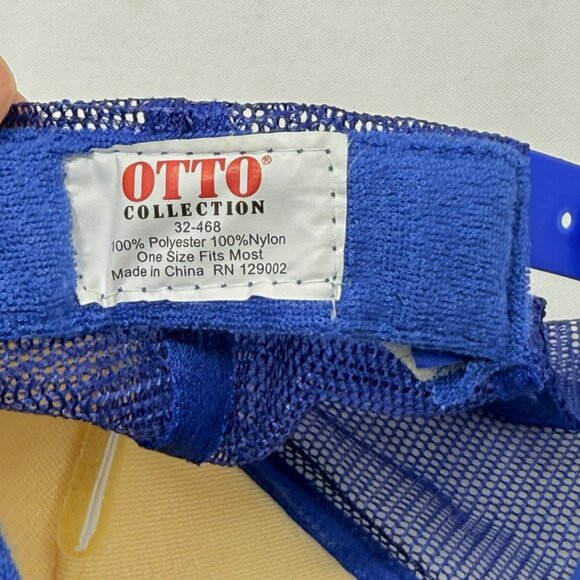 OTTO®
COLLECTION
32-468
100% Polyester 100%Nylon
One Size Fits Most
Made in China RN 129002